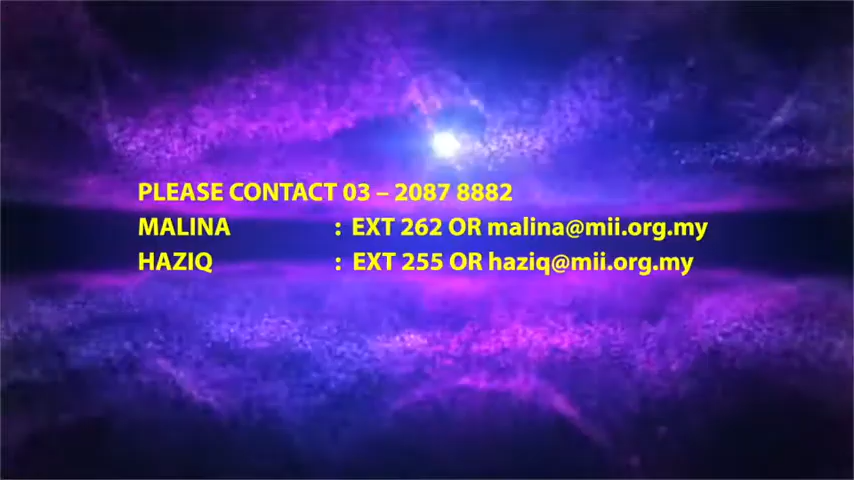 PLEASE CONTACT 03 – 2087 8882
MALINA : EXT 262 OR malina@mii.org.my
HAZIQ : EXT 255 OR haziq@mii.org.my